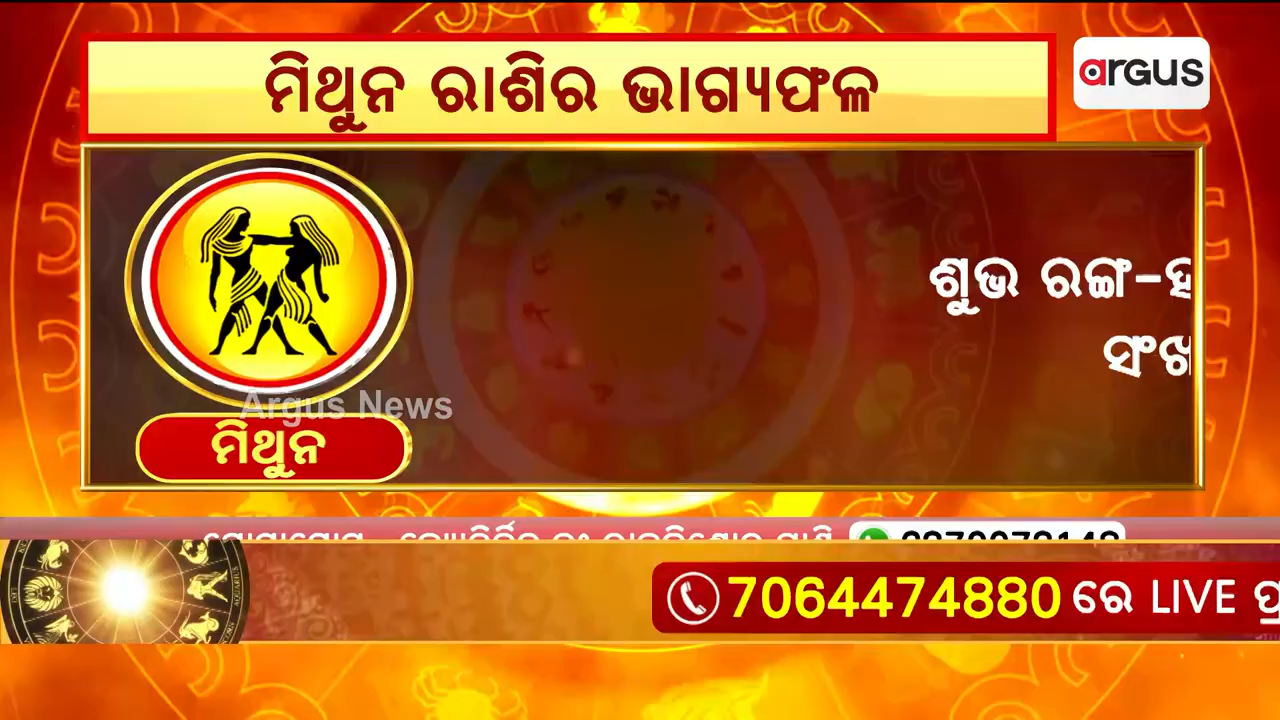 ମିଥୁନ ରାଶିର ଭାଗ୍ୟଫଳ
argus
ଶୁଭ ରଙ୍ଗ-ହ
ସଂଖ
Argus News
ମିଥୁନ
7064474880 ରେ LIVE ପ୍ର